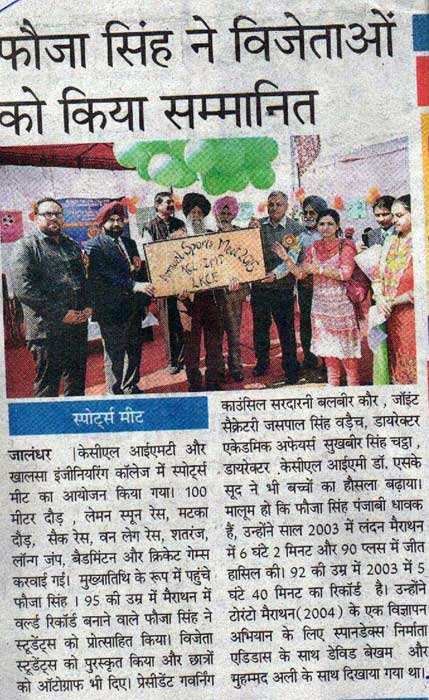 फौजा सिंह ने विजेताओं
को किया सम्मानित
Annual Sports Meet 2015
KCL IMT
LKCE
स्पोर्ट्स मीट
जालंधर ।केसीएल आईएमटी और
खालसा इंजीनियरिंग कॉलेज में स्पोर्ट्स
मीट का आयोजन किया गया। 100
मीटर दौड़ , लेमन स्पून रेस, मटका
दौड़, सैक रेस, वन लेग रेस, शतरंज,
लॉन्ग जंप, बैडमिंटन और क्रिकेट गेम्स
करवाई गई। मुख्यातिथि के रूप में पहुंचे
फौजा सिंह । 95 की उम्र में मैराथन में
वर्ल्ड रिकॉर्ड बनाने वाले फौजा सिंह ने
स्टूडेंट्स को प्रोत्साहित किया। विजेता
स्टूडेंट्स को पुरस्कृत किया और छात्रों
को ऑटोग्राफ भी दिए। प्रेसीडेंट गवर्निंग
काउंसिल सरदारनी बलबीर कौर , जॉइंट
सैक्रेटरी जसपाल सिंह वड़ैच, डायरेक्टर
एकेडमिक अफेयर्स सुखबीर सिंह चट्ठा ,
डायरेक्टर केसीएल आईएमी डॉ. एसके
सूद ने भी बच्चों का हौसला बढ़ाया।
मालूम हो कि फौजा सिंह पंजाबी धावक
हैं, उन्होंने साल 2003 में लंदन मैराथन
में 6 घंटे 2 मिनट और 90 प्लस में जीत
हासिल की। 92 की उम्र में 2003 में 5
घंटे 40 मिनट का रिकॉर्ड है। उन्होंने
टोरंटो मैराथन(2004) के एक विज्ञापन
अभियान के लिए स्पानडेक्स निर्माता
एडिडास के साथ डेविड बेखम और
मुहम्मद अली के साथ दिखाया गया था।